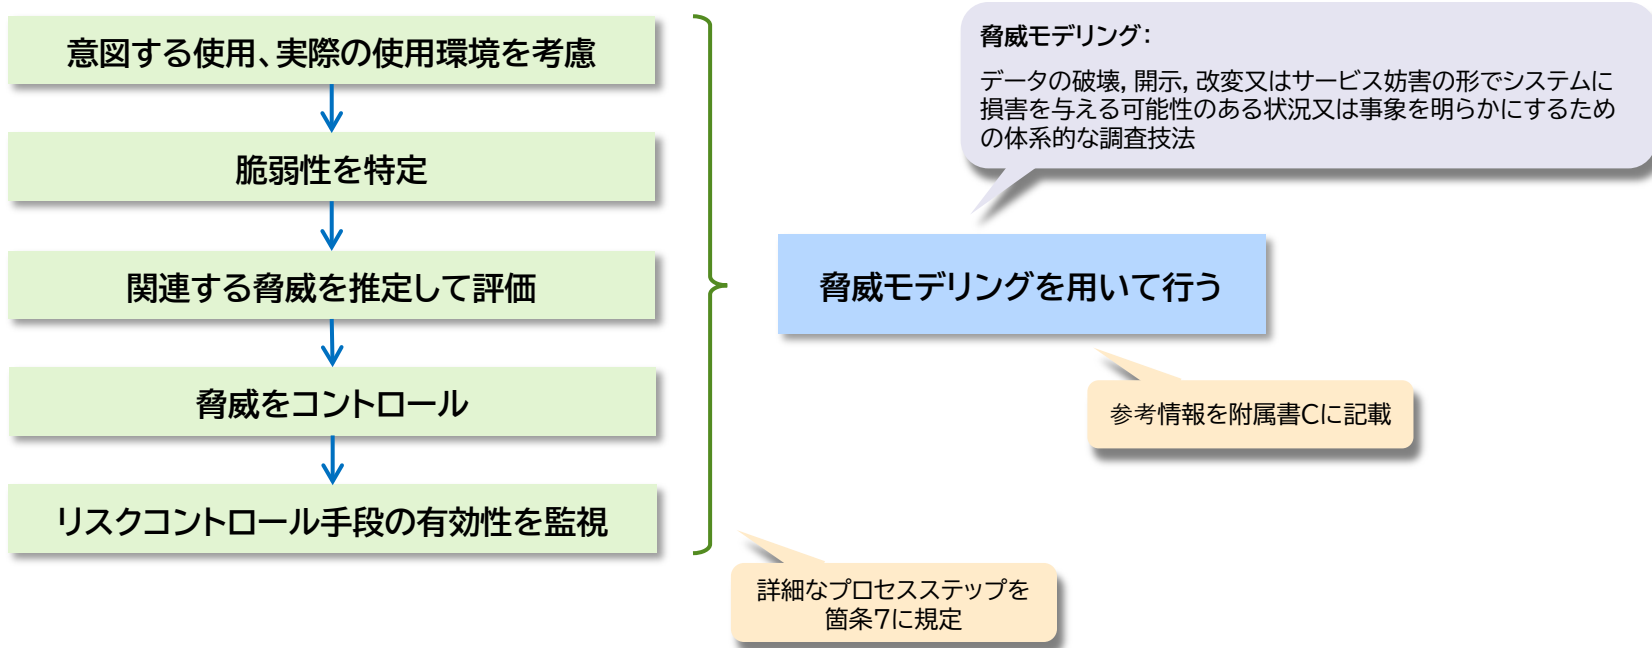 意図する使用、実際の使用環境を考慮
脆弱性を特定
関連する脅威を推定して評価
脅威をコントロール
リスクコントロール手段の有効性を監視
脅威モデリング：
データの破壊，開示，改変又はサービス妨害の形でシステムに
損害を与える可能性のある状況又は事象を明らかにするため
の体系的な調査技法
脅威モデリングを用いて行う
参考情報を附属書Cに記載
詳細なプロセスステップを
箇条7に規定